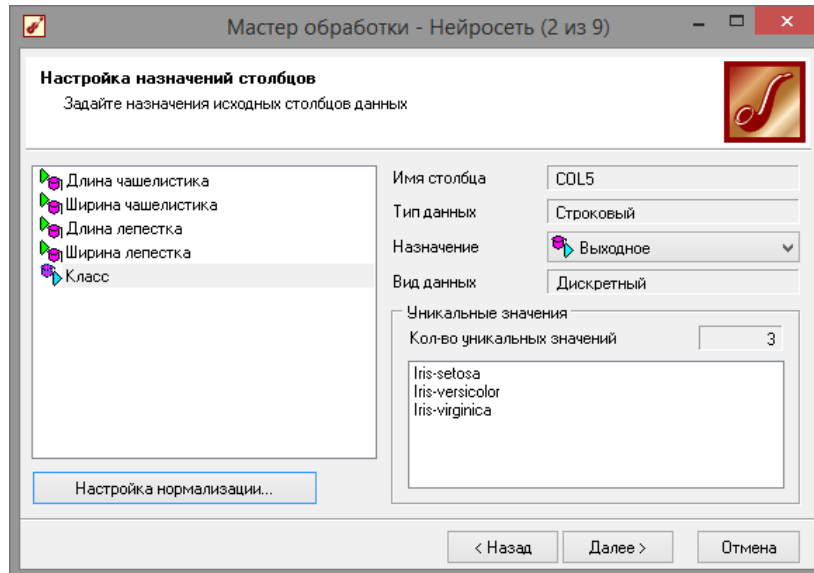 Мастер обработки - Нейросеть (2 из 9)
Настройка назначений столбцов
Задайте назначения исходных столбцов данных
Длина чашелистика
Ширина чашелистика
Длина лепестка
Ширина лепестка
Класс
Настройка нормализации...
Имя столбца COL5
Тип данных Строковый
Назначение Выходное
Вид данных Дискретный
Уникальные значения
Кол-во уникальных значений 3
Iris-setosa
Iris-versicolor
Iris-virginica
< Назад Далее > Отмена